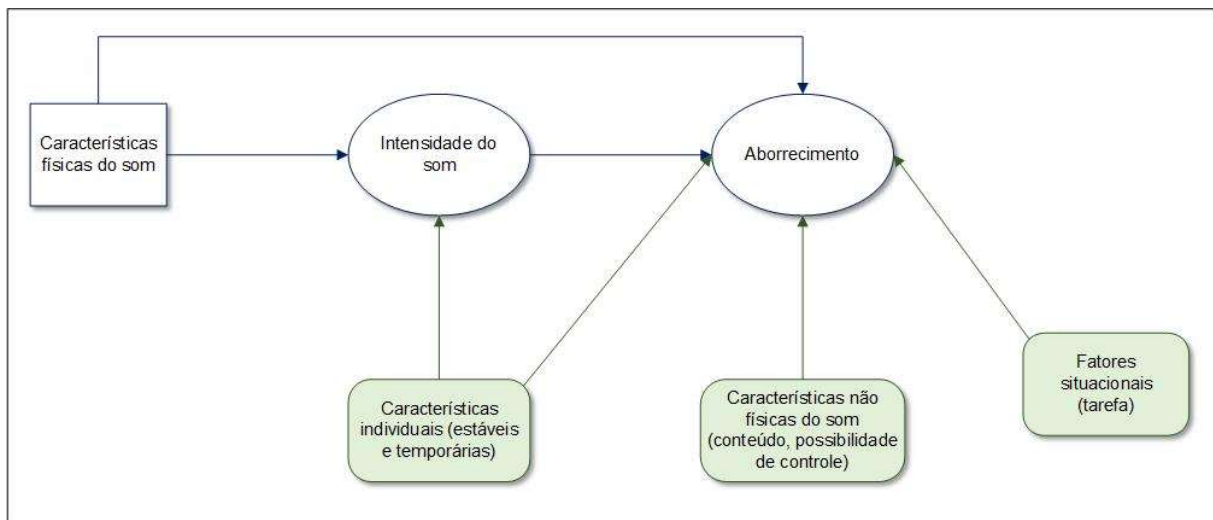 Características
físicas do som
Intensidade do
som
Aborrecimento
Características
individuais (estáveis
e temporárias)
Características não
físicas do som
(conteúdo, possibilidade
de controle)
Fatores
situacionais
(tarefa)